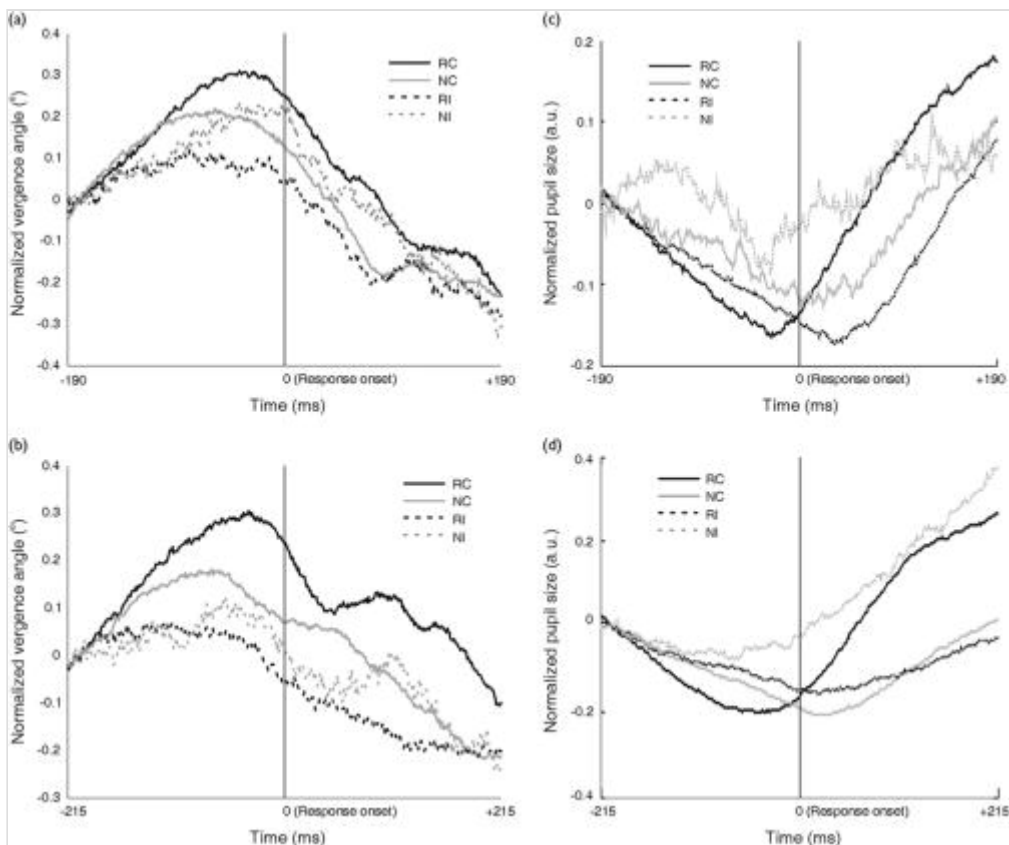 (a)
Normalized vergence angle (°)
0.4
0.3
0.2
0.1
0
-0.1
-0.2
-0.3
-0.4
RC
NC
RI
NI
-190
0 (Response onset)
+190
Time (ms)
(c)
Normalized pupil size (a.u.)
0.2
0.1
0
-0.1
-0.2
RC
NC
RI
NI
-190
0 (Response onset)
+190
Time (ms)
(b)
Normalized vergence angle (°)
0.4
0.3
0.2
0.1
0
-0.1
-0.2
-0.3
RC
NC
RI
NI
-215
0 (Response onset)
+215
Time (ms)
(d)
Normalized pupil size (a.u.)
0.4
0.2
0
-0.2
-0.4
RC
NC
RI
NI
-215
0 (Response onset)
+215
Time (ms)